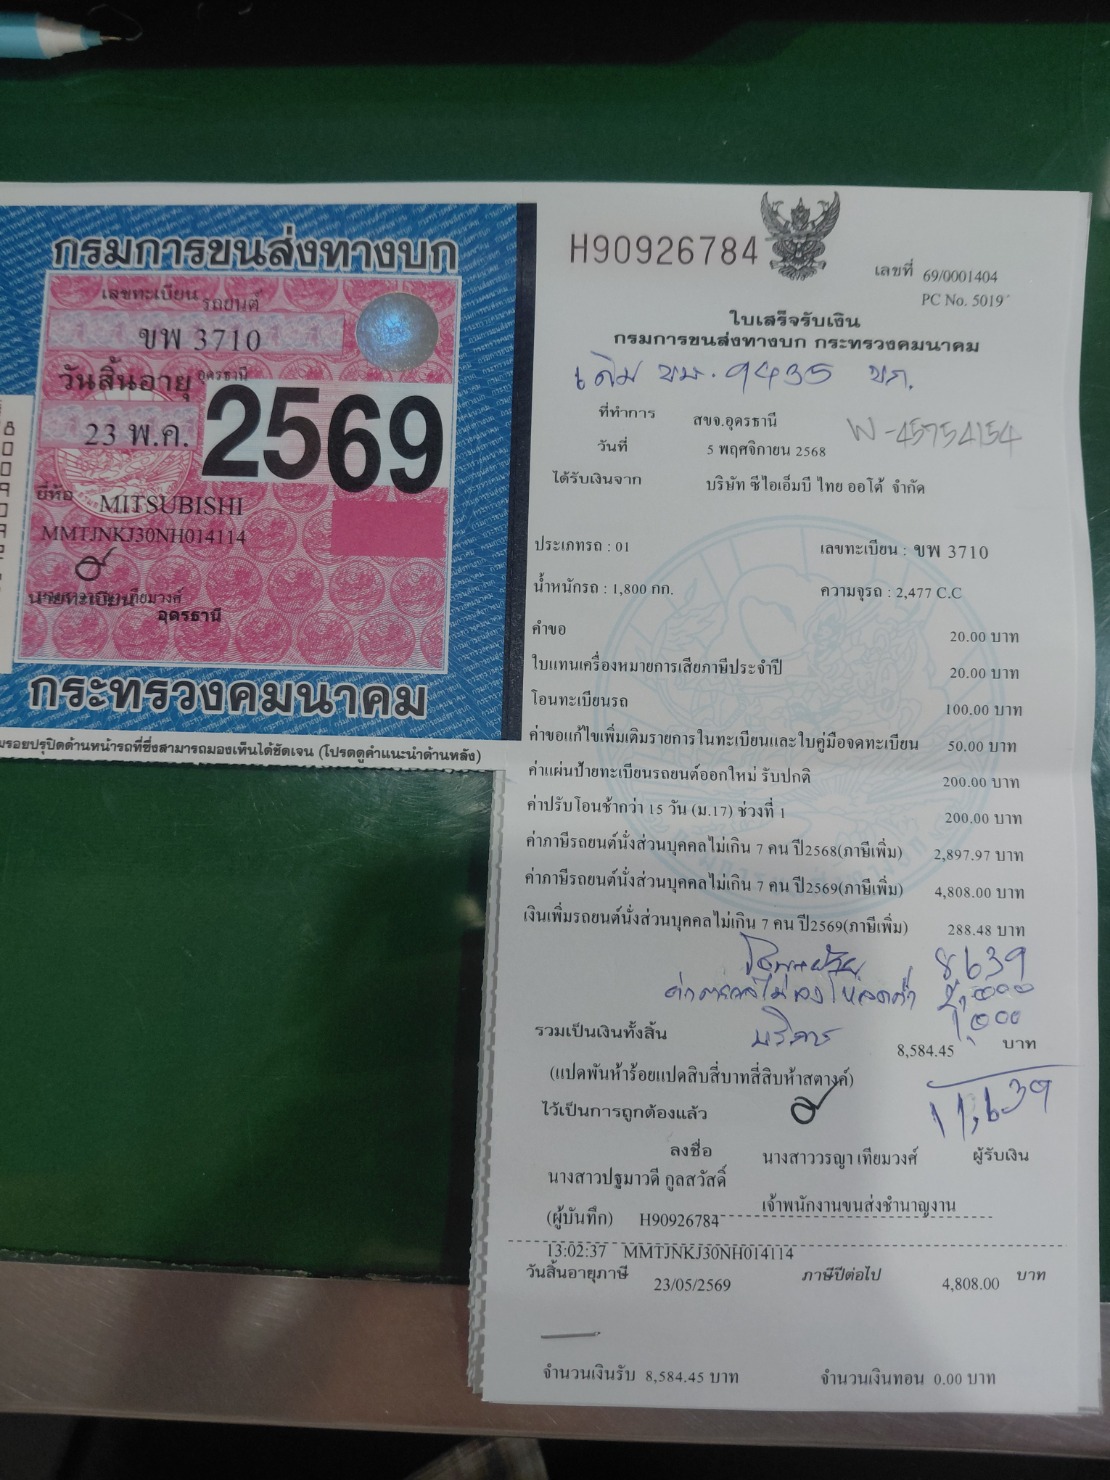 กรมการขนส่งทางบก
เลขทะเบียน รถยนต์
ขพ 3710
วันสิ้นอายุ อุดรธานี
2569
23 พ.ค.
ยี่ห้อ MITSUBISHI
MMTJNKJ30NH014114
นายทะเบียน
อุดรธานี
กระทรวงคมนาคม
รอยปรุปิดด้านหน้ารถที่ซึ่งสามารถมองเห็นได้ชัดเจน (โปรดดูคำแนะนำด้านหลัง)
H90926784
เลขที่ 69/0001404
PC No. 5019
ใบเสร็จรับเงิน
กรมการขนส่งทางบก กระทรวงคมนาคม
เดิม ขม. 9435 ขก.
ที่ทำการ สขจ.อุดรธานี
W-45754154
วันที่ 5 พฤศจิกายน 2568
ได้รับเงินจาก บริษัท ซีไอเอ็มบี ไทย ออโต้ จำกัด
ประเภทรถ : 01 เลขทะเบียน : ขพ 3710
น้ำหนักรถ : 1,800 กก. ความจุรถ : 2,477 C.C
คำขอ 20.00 บาท
ใบแทนเครื่องหมายการเสียภาษีประจำปี 20.00 บาท
โอนทะเบียนรถ 100.00 บาท
ค่าขอแก้ไขเพิ่มเติมรายการในทะเบียนและใบคู่มือจดทะเบียน 50.00 บาท
ค่าแผ่นป้ายทะเบียนรถยนต์ออกใหม่ รับปกติ 200.00 บาท
ค่าปรับโอนช้ากว่า 15 วัน (ม.17) ช่วงที่ 1 200.00 บาท
ค่าภาษีรถยนต์นั่งส่วนบุคคลไม่เกิน 7 คน ปี2568(ภาษีเพิ่ม) 2,897.97 บาท
ค่าภาษีรถยนต์นั่งส่วนบุคคลไม่เกิน 7 คน ปี2569(ภาษีเพิ่ม) 4,808.00 บาท
เงินเพิ่มรถยนต์นั่งส่วนบุคคลไม่เกิน 7 คน ปี2569(ภาษีเพิ่ม) 288.48 บาท
8,639
บริการ 1,000
รวมเป็นเงินทั้งสิ้น 8,584.45 บาท
(แปดพันห้าร้อยแปดสิบสี่บาทสี่สิบห้าสตางค์)
11,639
ไว้เป็นการถูกต้องแล้ว
ลงชื่อ นางสาววรญา เทียมวงศ์ ผู้รับเงิน
นางสาวปฐมาวดี กูลสวัสดิ์
เจ้าพนักงานขนส่งชำนาญงาน
(ผู้บันทึก) H90926784
13:02:37 MMTJNKJ30NH014114
วันสิ้นอายุภาษี 23/05/2569 ภาษีปีต่อไป 4,808.00 บาท
จำนวนเงินรับ 8,584.45 บาท จำนวนเงินทอน 0.00 บาท